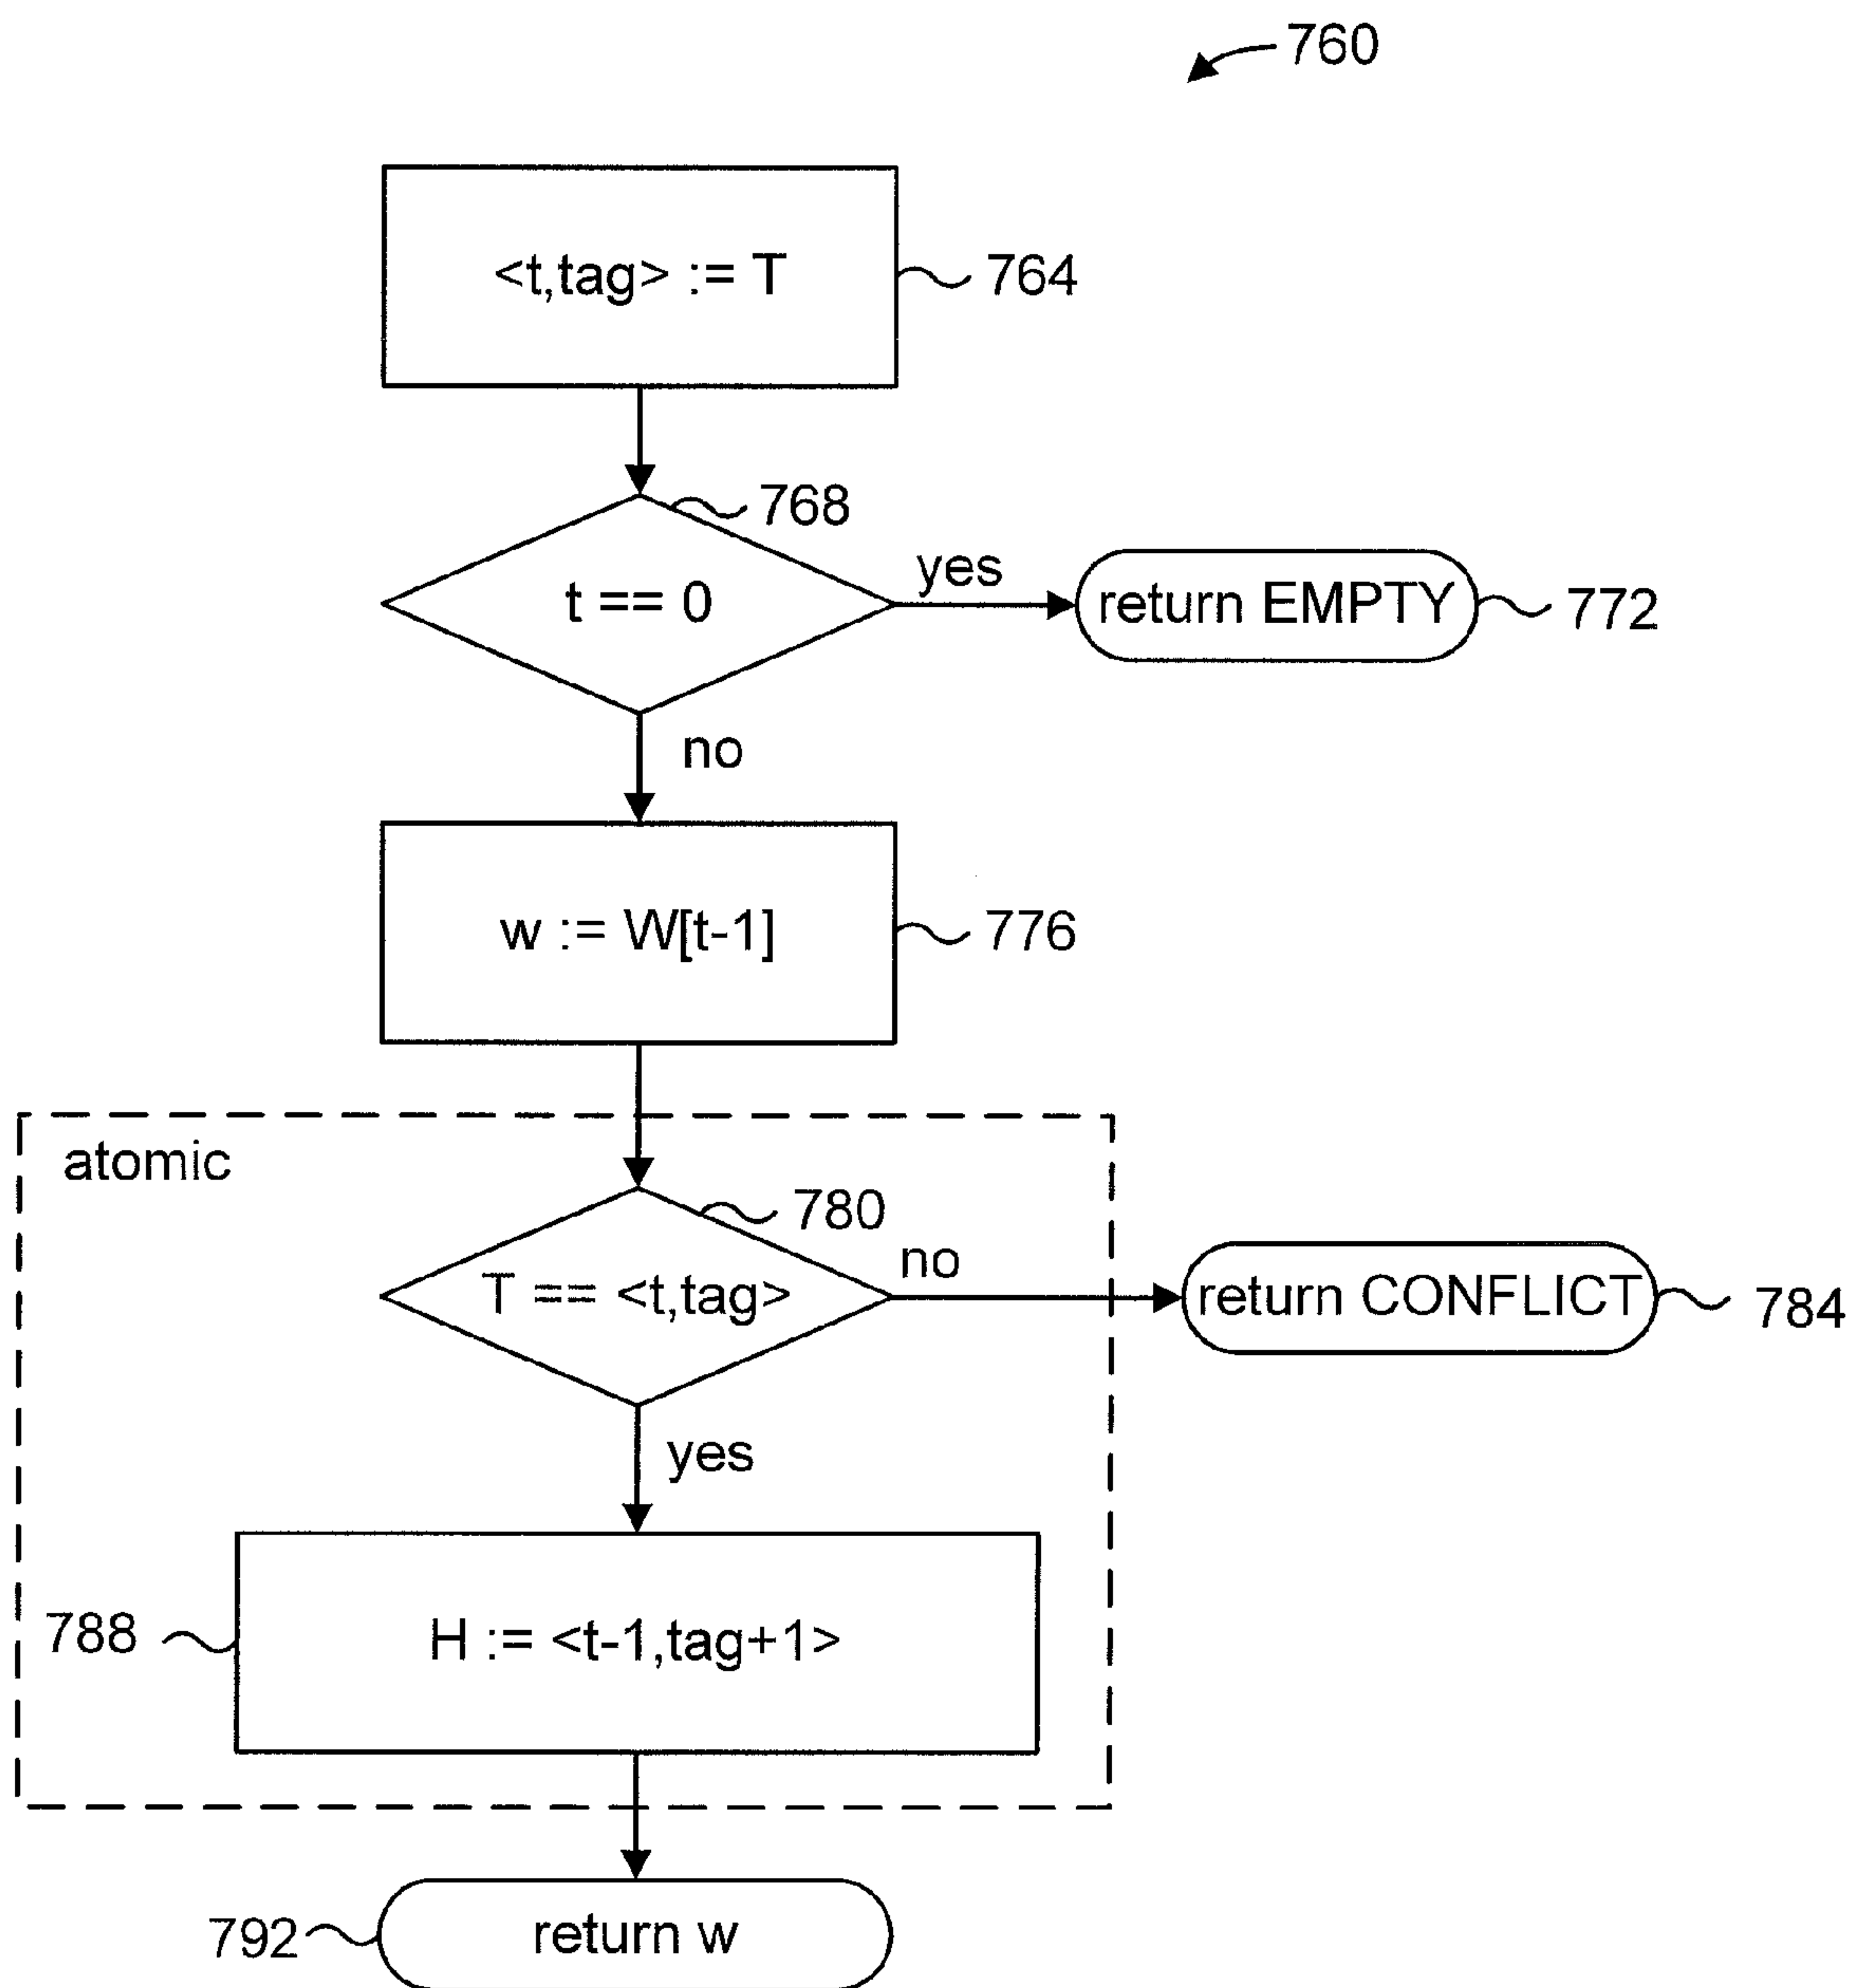 760
<t,tag> := T
764
768
t == 0
yes
return EMPTY
772
no
w := W[t-1]
776
atomic
780
T == <t,tag>
no
return CONFLICT
784
yes
788
H := <t-1,tag+1>
792
return w